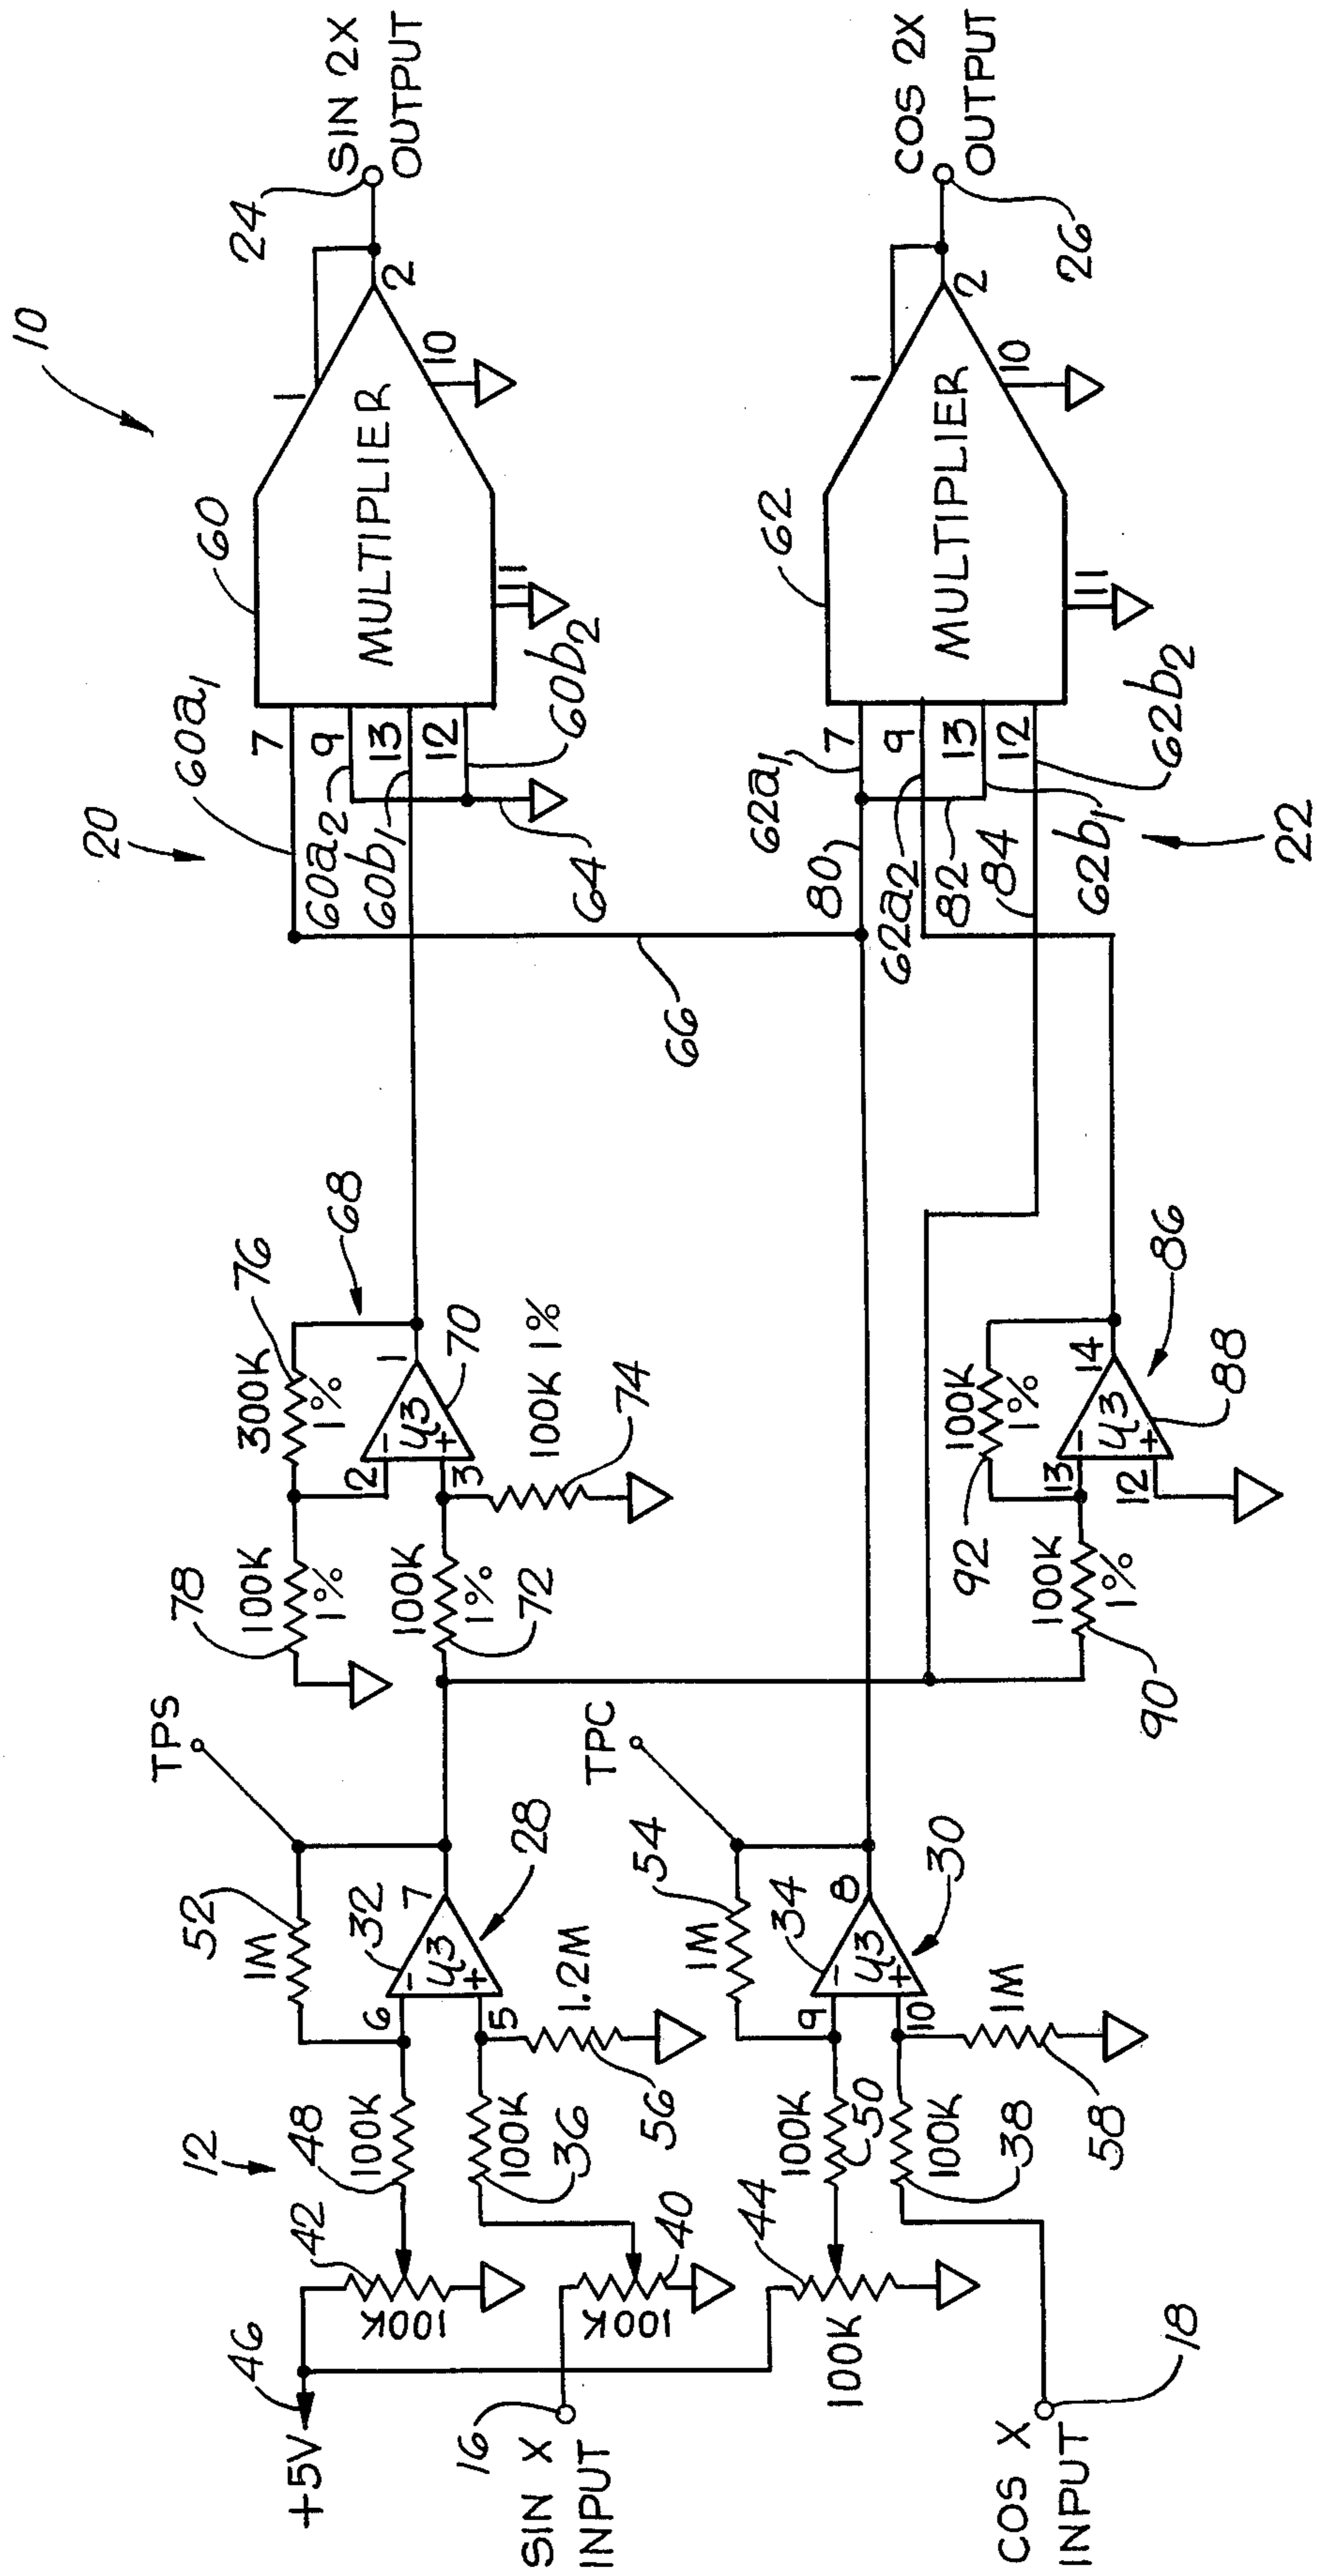 10
12
20
22
+5V
46
42
100K
48
100K
52
1M
TPS
6
5
32
U3
-
+
7
28
36
100K
56
1.2M
16
SIN X
INPUT
40
100K
44
100K
50
100K
54
1M
TPC
9
10
34
U3
-
+
8
30
38
100K
58
1M
18
COS X
INPUT
78
100K
1%
76
300K
1%
68
2
3
U3
-
+
1
70
72
100K
1%
74
100K 1%
90
100K
1%
92
100K
1%
13
12
U3
-
+
14
86
88
66
60a1
60a2
60b1
60b2
64
7
9
13
12
60
MULTIPLIER
11
10
1
2
24
SIN 2X
OUTPUT
80
62a1
62a2
82
84
62b1
62b2
7
9
13
12
62
MULTIPLIER
11
10
1
2
26
COS 2X
OUTPUT